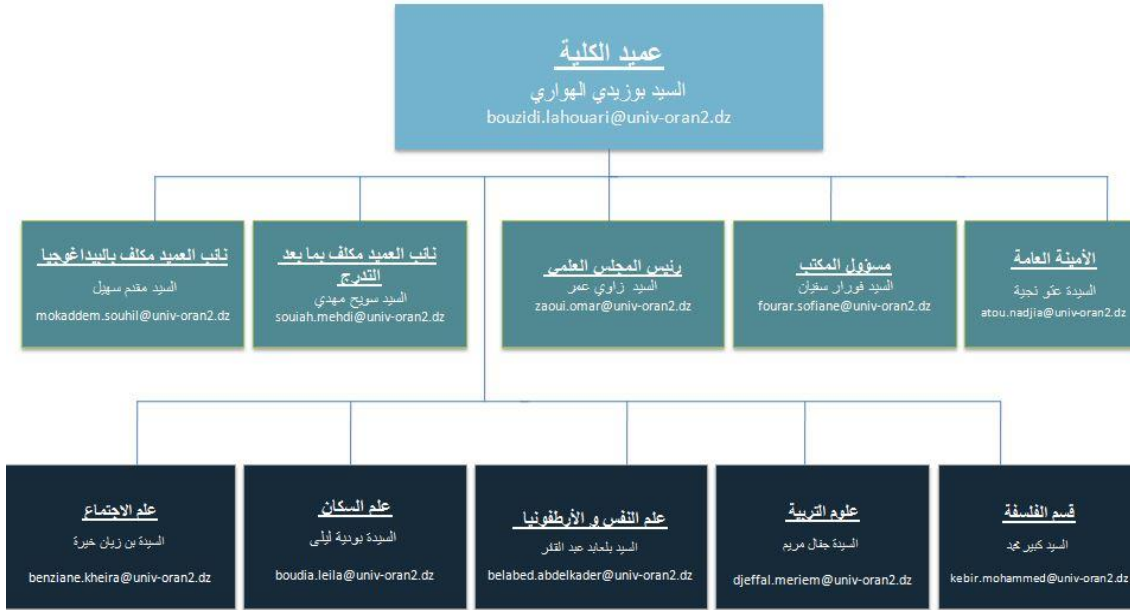 عميد الكلية
السيد بوزيدي الهواري
bouzidi.lahouari@univ-oran2.dz
الأمينة العامة
السيدة عتو نجية
atou.nadjia@univ-oran2.dz
مسؤول المكتب
السيد فورار سفيان
fourar.sofiane@univ-oran2.dz
رئيس المجلس العلمي
السيد زاوي عمر
zaoui.omar@univ-oran2.dz
نائب العميد مكلف بما بعد
التدرج
السيد سويح مهدي
souiah.mehdi@univ-oran2.dz
نائب العميد مكلف بالبيداغوجيا
السيد مقدم سهيل
mokaddem.souhil@univ-oran2.dz
قسم الفلسفة
السيد كبير محمد
kebir.mohammed@univ-oran2.dz
علوم التربية
السيدة جفال مريم
djeffal.meriem@univ-oran2.dz
علم النفس و الأرطفونيا
السيد بلعابد عبد القادر
belabed.abdelkader@univ-oran2.dz
علم السكان
السيدة بودية ليلى
boudia.leila@univ-oran2.dz
علم الاجتماع
السيدة بن زيان خيرة
benziane.kheira@univ-oran2.dz